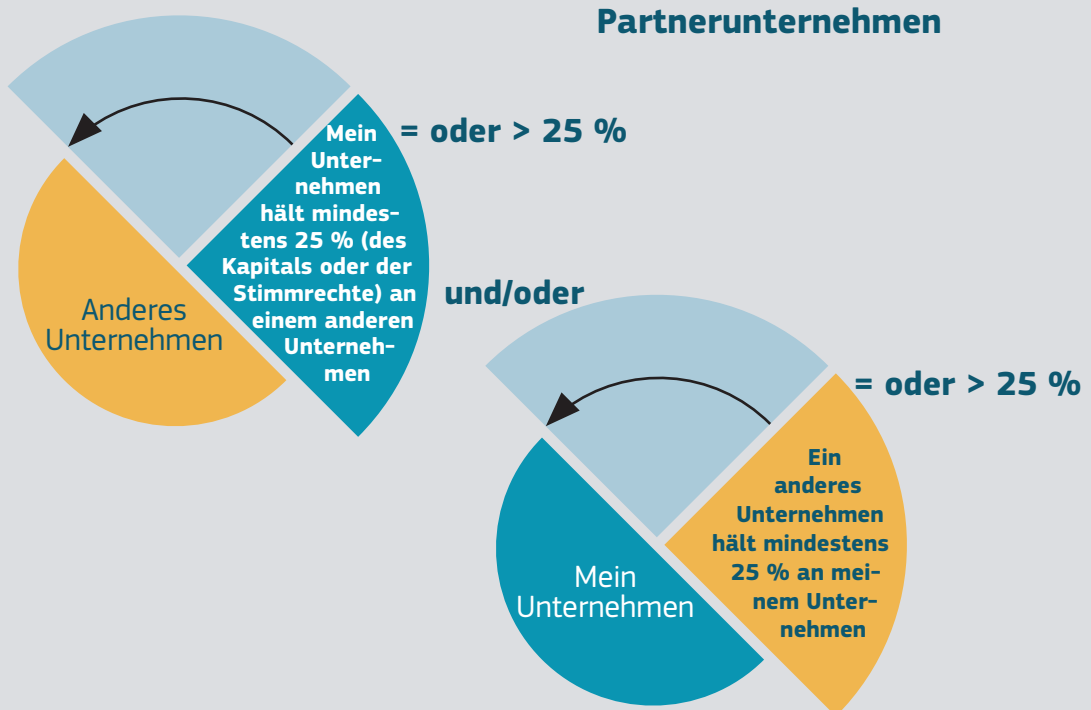 Partnerunternehmen
= oder > 25 %
Mein
Unter-
nehmen
hält mindes-
tens 25 % (des
Kapitals oder der
Stimmrechte) an
einem anderen
Unterneh-
men
Anderes
Unternehmen
und/oder
= oder > 25 %
Ein
anderes
Unternehmen
hält mindestens
25 % an mei-
nem Unter-
nehmen
Mein
Unternehmen